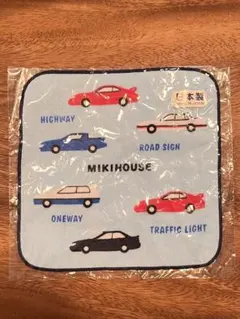 日本製
HIGHWAY
ROAD SIGN
MIKIHOUSE
ONEWAY
TRAFFIC LIGHT